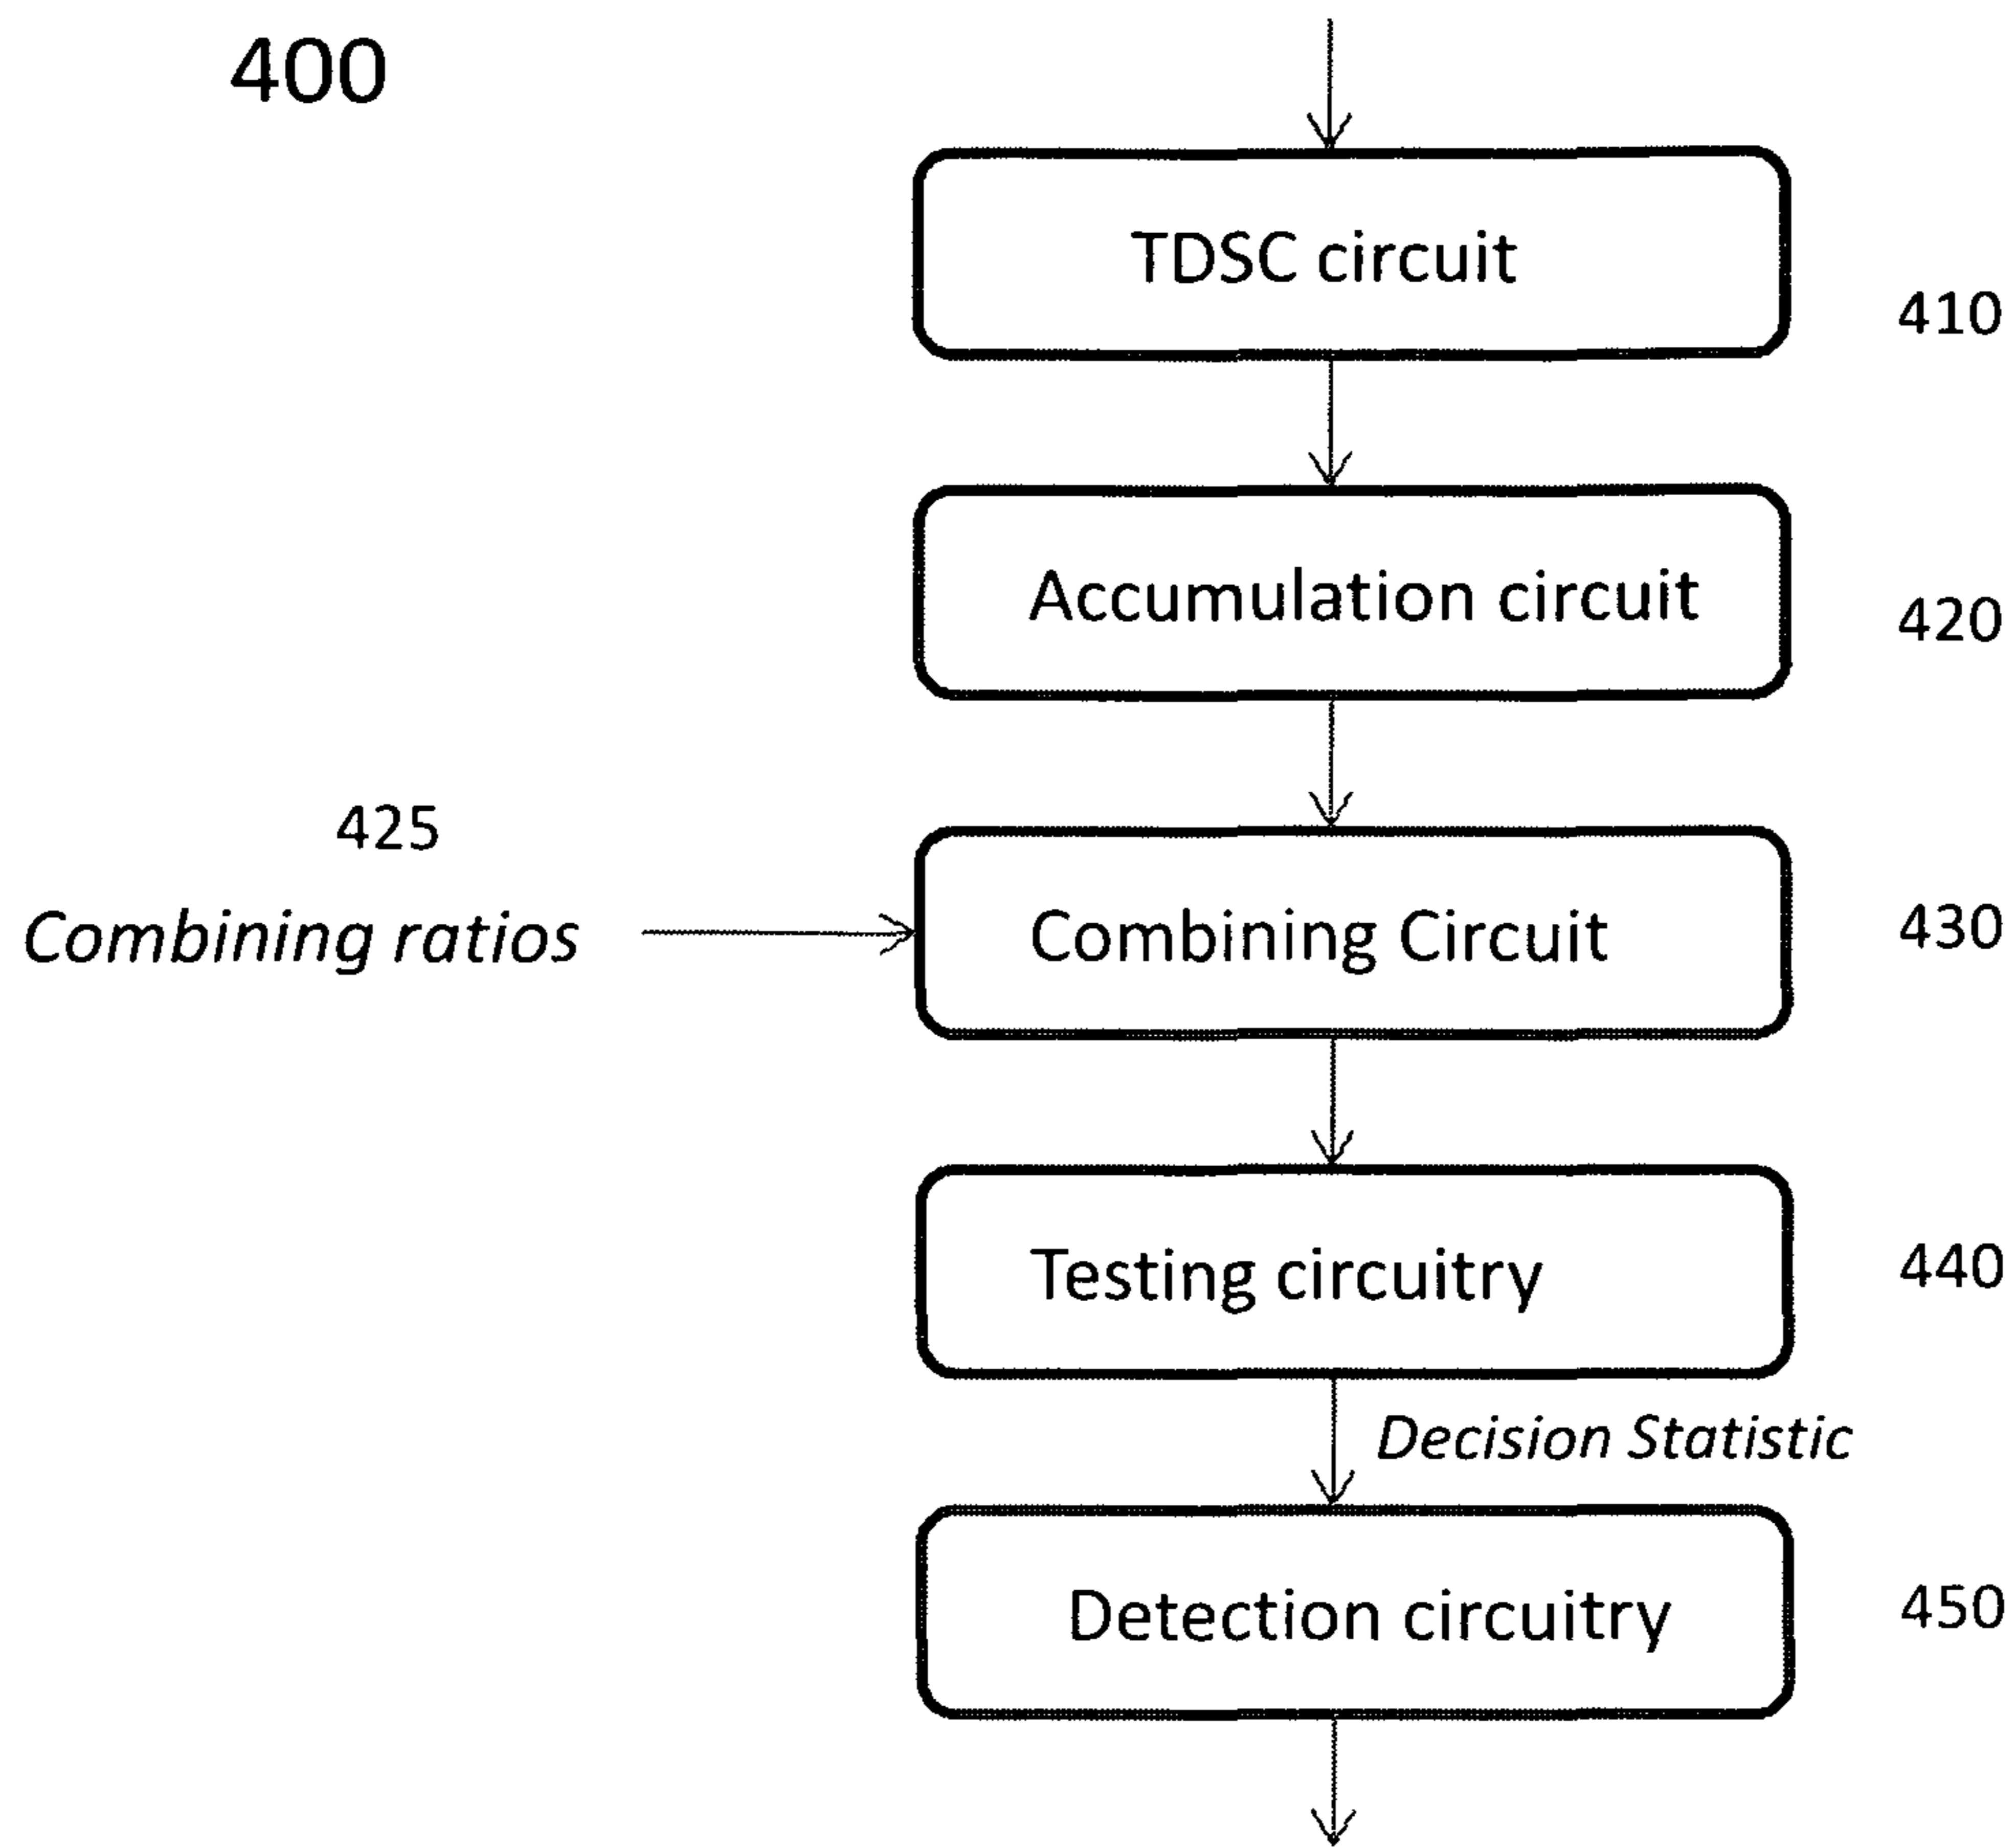 400
TDSC circuit
410
Accumulation circuit
420
425
Combining ratios
Combining Circuit
430
Testing circuitry
440
Decision Statistic
Detection circuitry
450